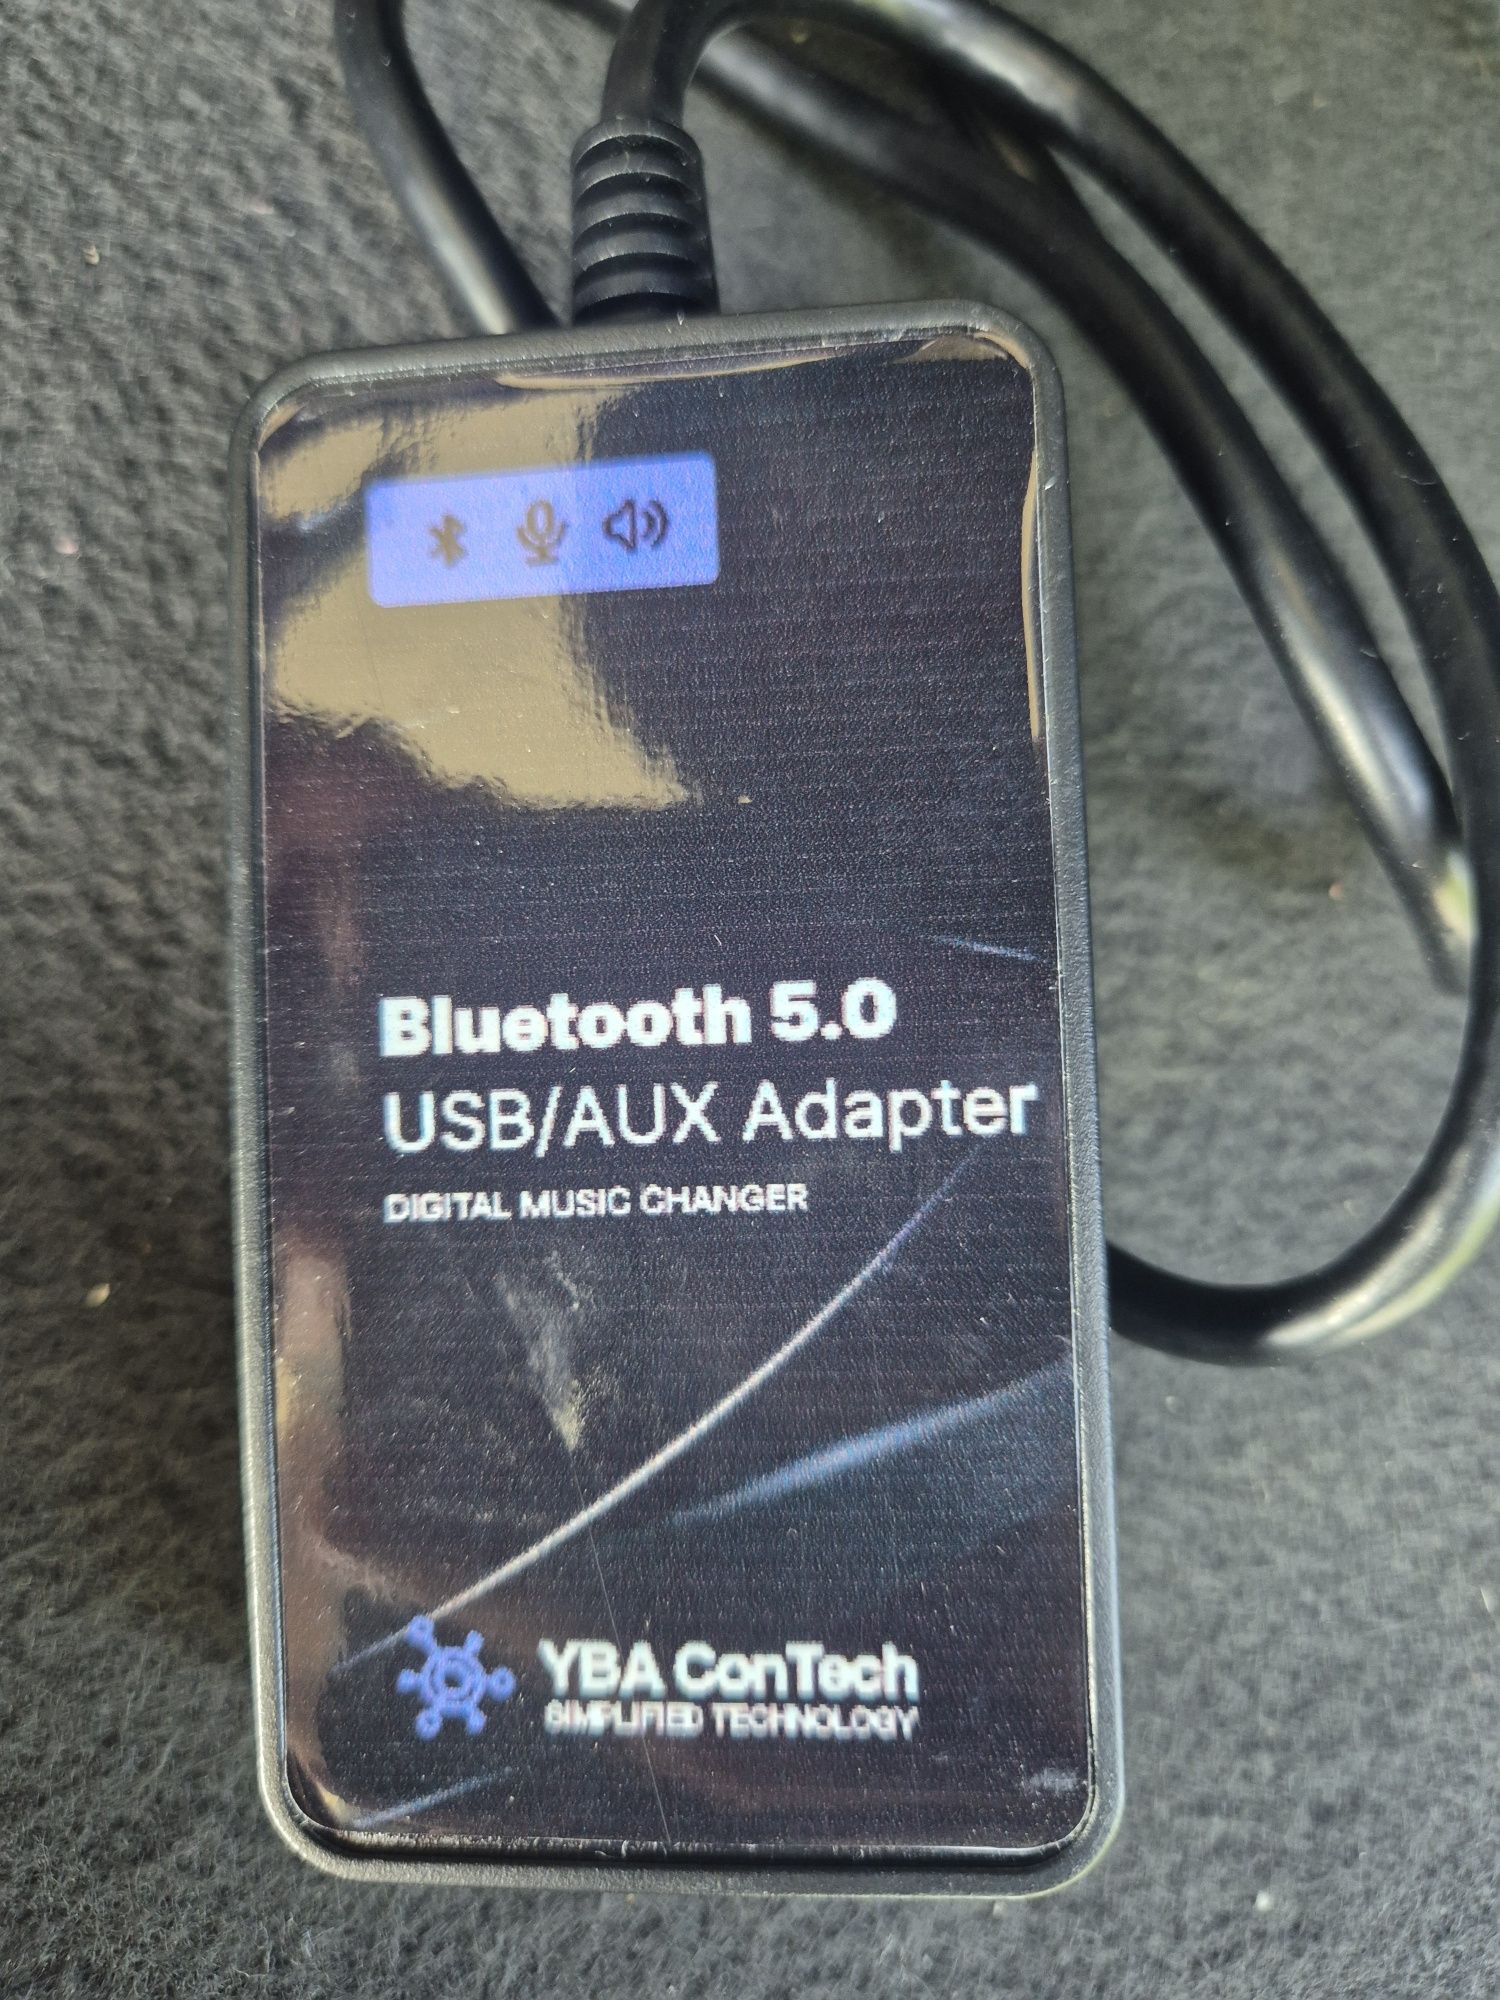 Bluetooth 5.0
USB/AUX Adapter
DIGITAL MUSIC CHANGER
YBA ConTech
SIMPLIFIED TECHNOLOGY